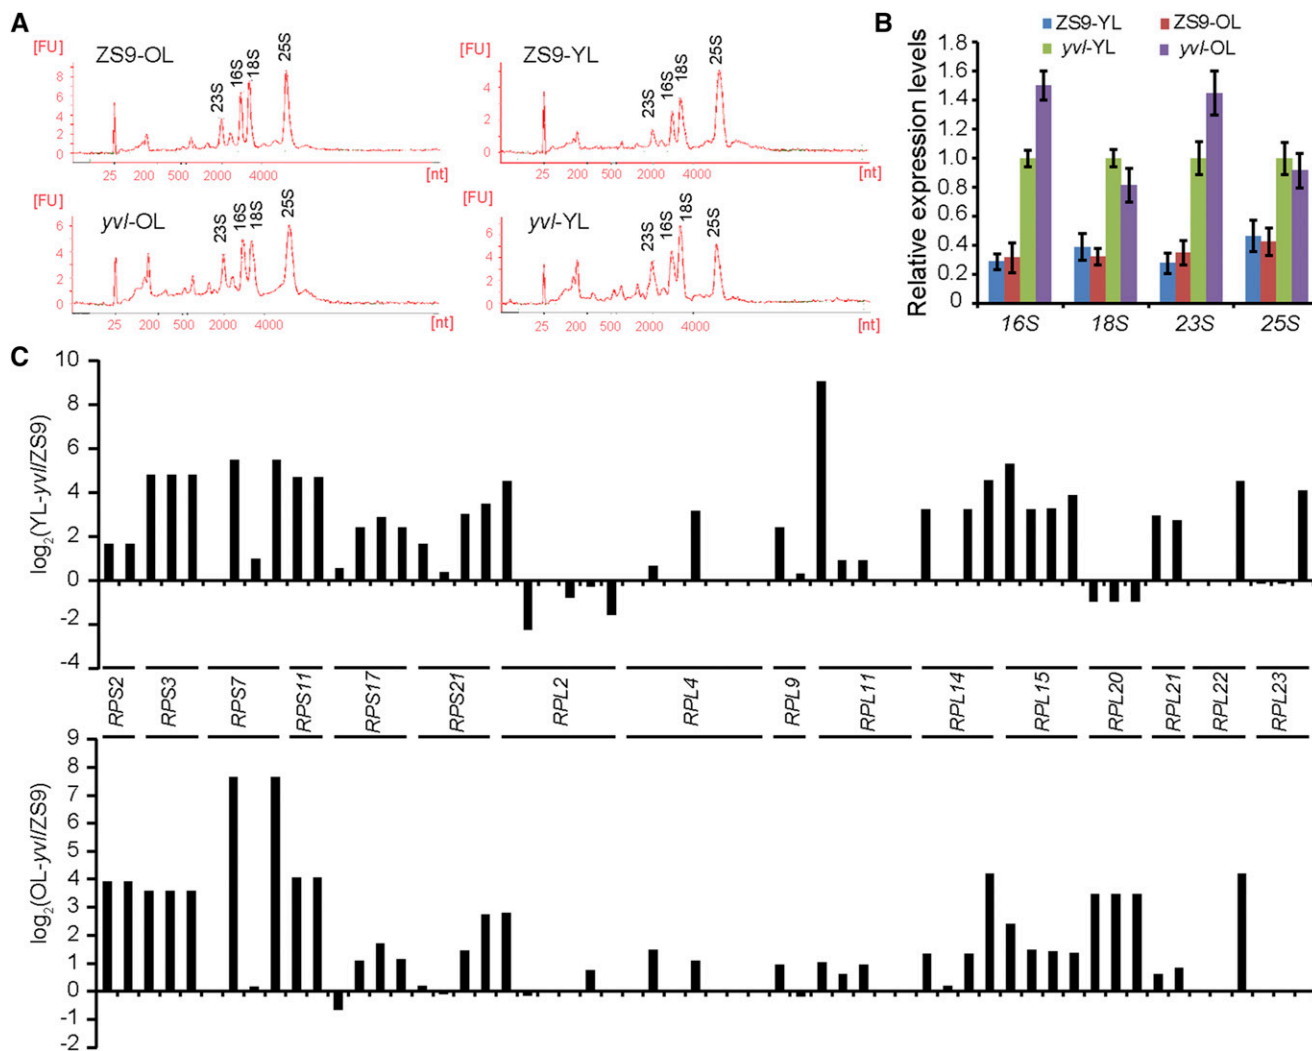 A
[FU]
ZS9-OL
23S
16S
18S
25S
8
6
4
2
0
25 200 500 2000 4000 [nt]
[FU]
ZS9-YL
23S
16S
18S
25S
4
2
0
25 200 500 2000 4000 [nt]
[FU]
yvl-OL
23S
16S
18S
25S
6
4
2
0
25 200 500 2000 4000 [nt]
[FU]
yvl-YL
23S
16S
18S
25S
6
4
2
0
25 200 500 2000 4000 [nt]
B
ZS9-YL ZS9-OL
yvl-YL yvl-OL
Relative expression levels
1.8
1.4
1.2
1.0
0.8
0.6
0.4
0.2
0
16S 18S 23S 25S
C
log2(YL-yvl/ZS9)
10
8
6
4
2
0
-2
-4
RPS2 RPS3 RPS7 RPS11 RPS17 RPS21 RPL2 RPL4 RPL9 RPL11 RPL14 RPL15 RPL20 RPL21 RPL22 RPL23
log2(OL-yvl/ZS9)
9
8
7
6
5
4
3
2
1
0
-1
-2